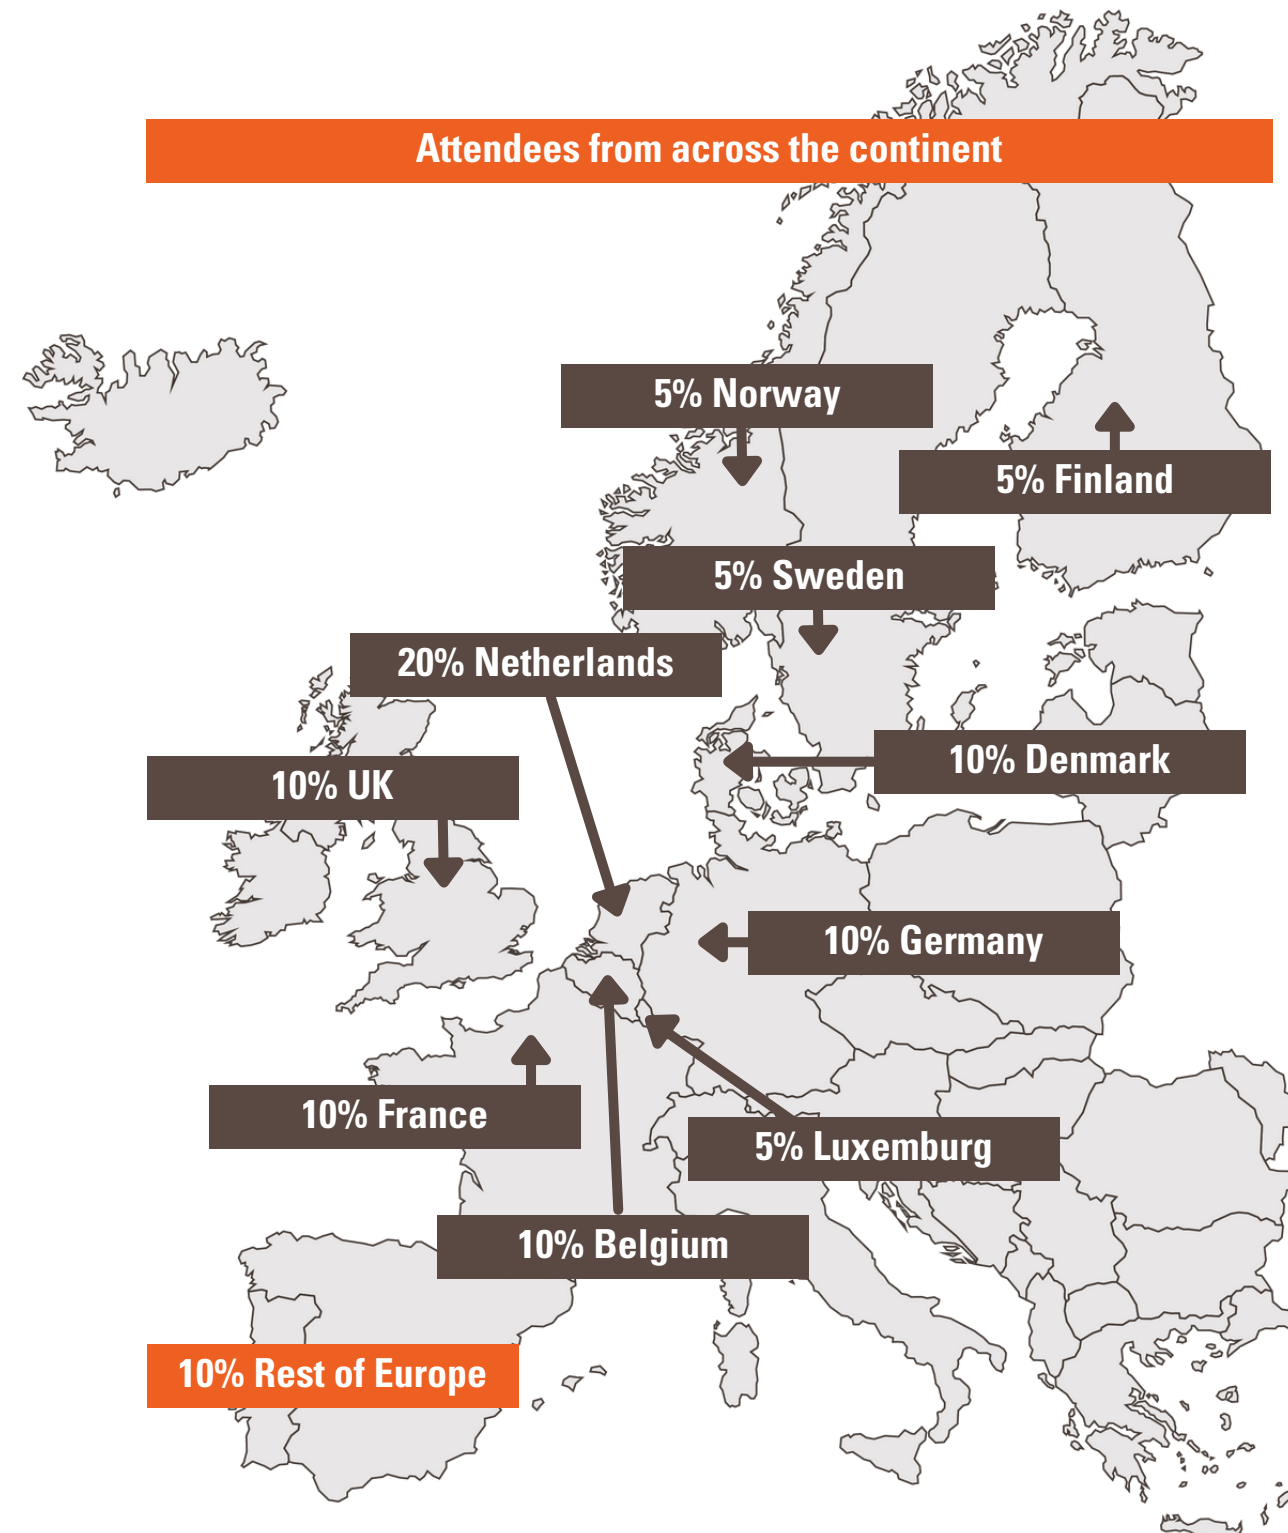 Attendees from across the continent
5% Norway
5% Finland
5% Sweden
20% Netherlands
10% Denmark
10% UK
10% Germany
10% France
5% Luxemburg
10% Belgium
10% Rest of Europe